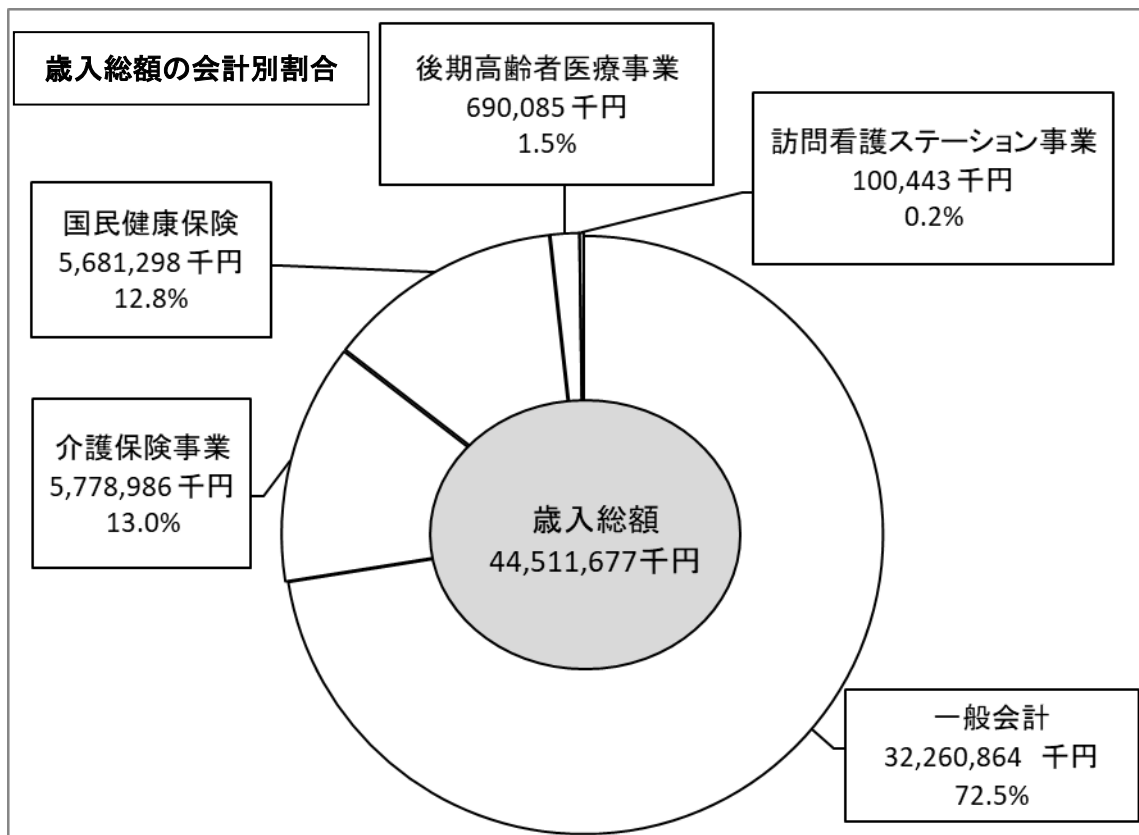 歳入総額の会計別割合
後期高齢者医療事業
690,085 千円
1.5%
訪問看護ステーション事業
100,443 千円
0.2%
国民健康保険
5,681,298 千円
12.8%
介護保険事業
5,778,986 千円
13.0%
歳入総額
44,511,677千円
一般会計
32,260,864 千円
72.5%